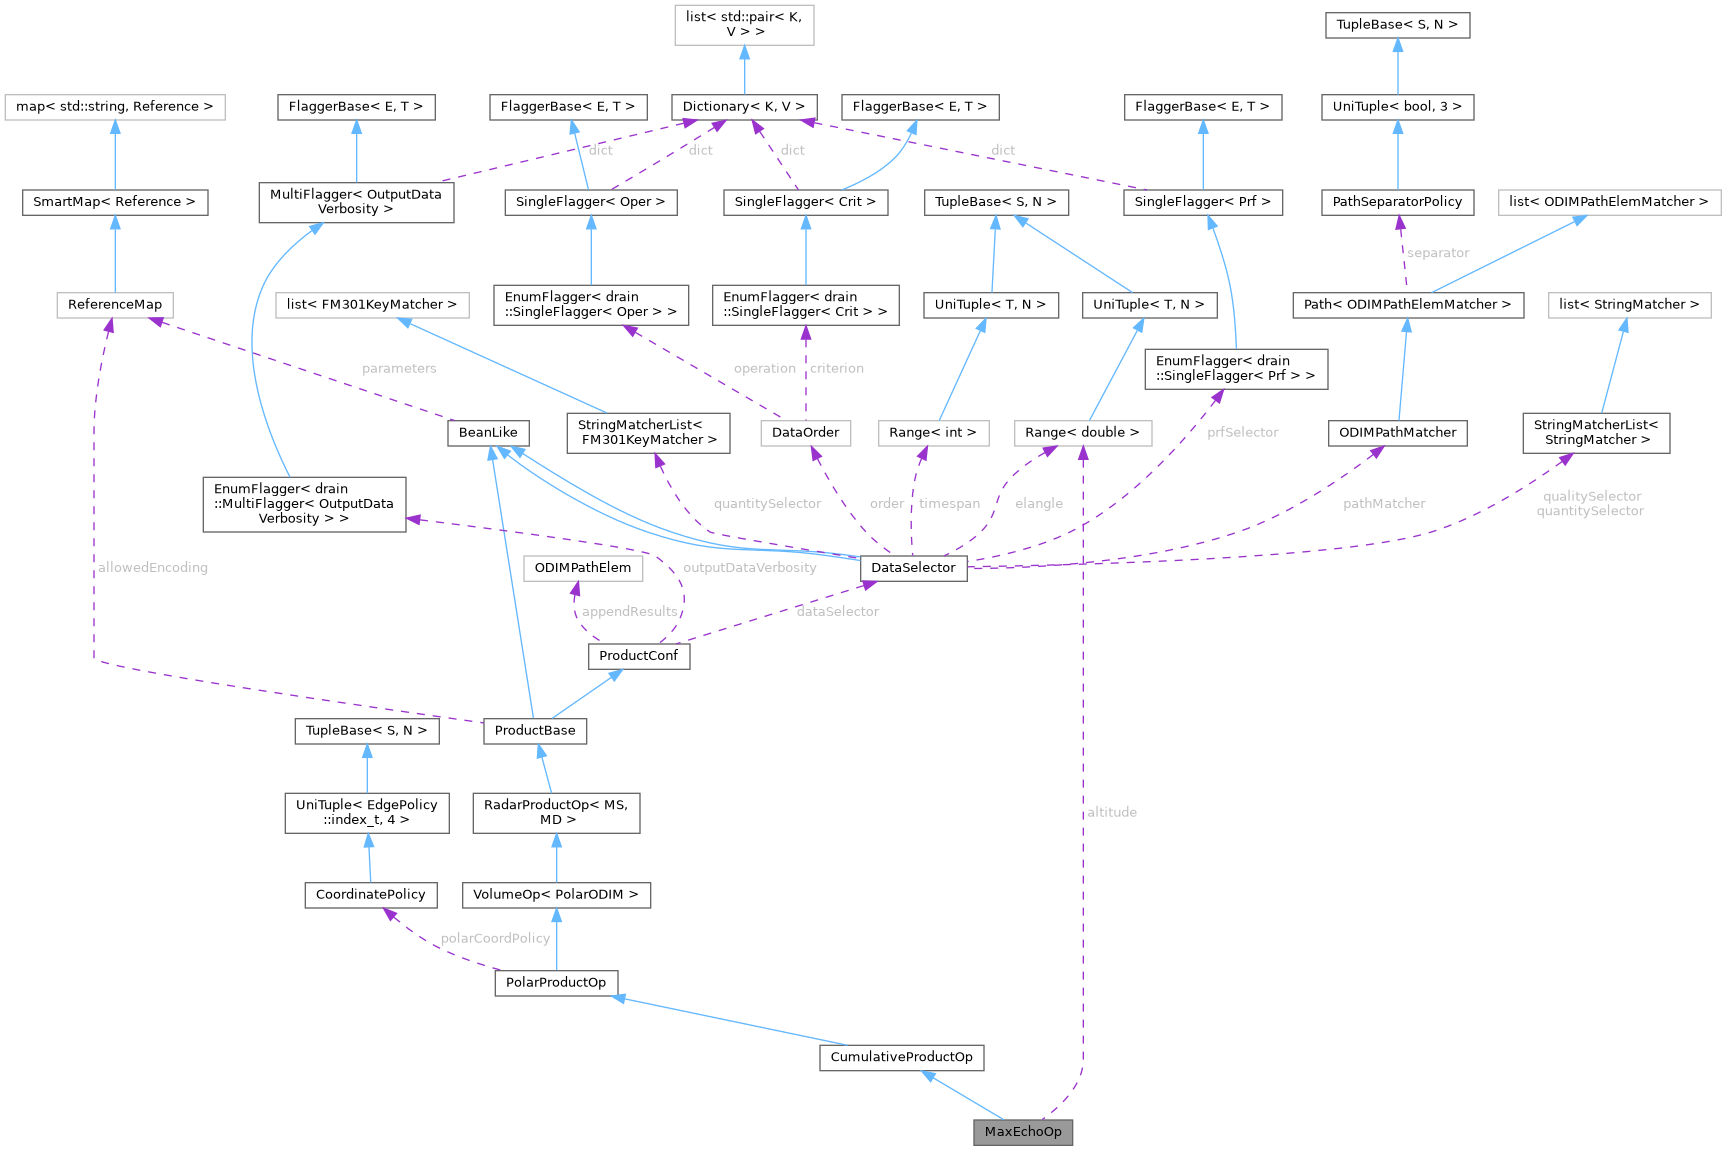 list< std::pair< K,
V > >
TupleBase< S, N >
map< std::string, Reference >
FlaggerBase< E, T >
FlaggerBase< E, T >
Dictionary< K, V >
FlaggerBase< E, T >
FlaggerBase< E, T >
UniTuple< bool, 3 >
dict
dict
dict
dict
SmartMap< Reference >
MultiFlagger< OutputData
Verbosity >
SingleFlagger< Oper >
SingleFlagger< Crit >
TupleBase< S, N >
SingleFlagger< Prf >
PathSeparatorPolicy
list< ODIMPathElemMatcher >
separator
ReferenceMap
list< FM301KeyMatcher >
EnumFlagger< drain
::SingleFlagger< Oper > >
EnumFlagger< drain
::SingleFlagger< Crit > >
UniTuple< T, N >
UniTuple< T, N >
Path< ODIMPathElemMatcher >
list< StringMatcher >
parameters
operation
criterion
EnumFlagger< drain
::SingleFlagger< Prf > >
BeanLike
StringMatcherList<
FM301KeyMatcher >
DataOrder
Range< int >
Range< double >
prfSelector
ODIMPathMatcher
StringMatcherList<
StringMatcher >
EnumFlagger< drain
::MultiFlagger< OutputData
Verbosity > >
quantitySelector
order
timespan
elangle
pathMatcher
qualitySelector
quantitySelector
allowedEncoding
ODIMPathElem
outputDataVerbosity
DataSelector
appendResults
dataSelector
ProductConf
TupleBase< S, N >
ProductBase
UniTuple< EdgePolicy
::index_t, 4 >
RadarProductOp< MS,
MD >
altitude
CoordinatePolicy
VolumeOp< PolarODIM >
polarCoordPolicy
PolarProductOp
CumulativeProductOp
MaxEchoOp